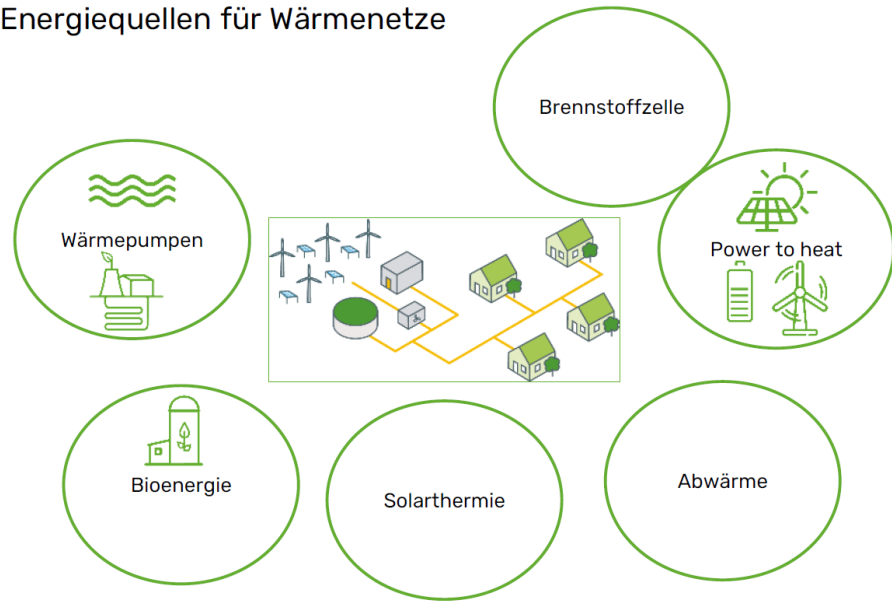 Energiequellen für Wärmenetze
Brennstoffzelle
Wärmepumpen
Power to heat
Bioenergie
Solarthermie
Abwärme